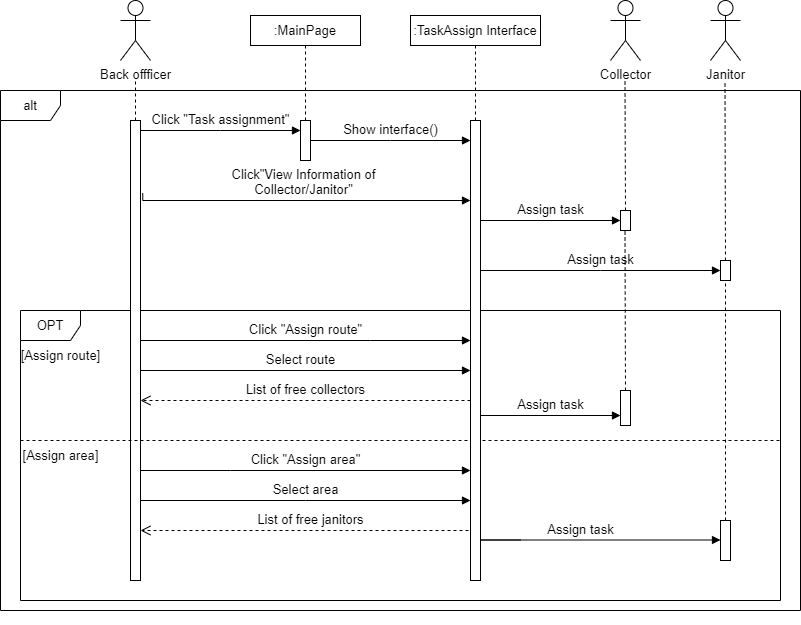 :MainPage
:TaskAssign Interface
Back offficer
Collector
Janitor
alt
Click "Task assignment"
Show interface()
Click"View Information of
Collector/Janitor"
Assign task
Assign task
OPT
Click "Assign route"
[Assign route]
Select route
List of free collectors
Assign task
[Assign area]
Click "Assign area"
Select area
List of free janitors
Assign task